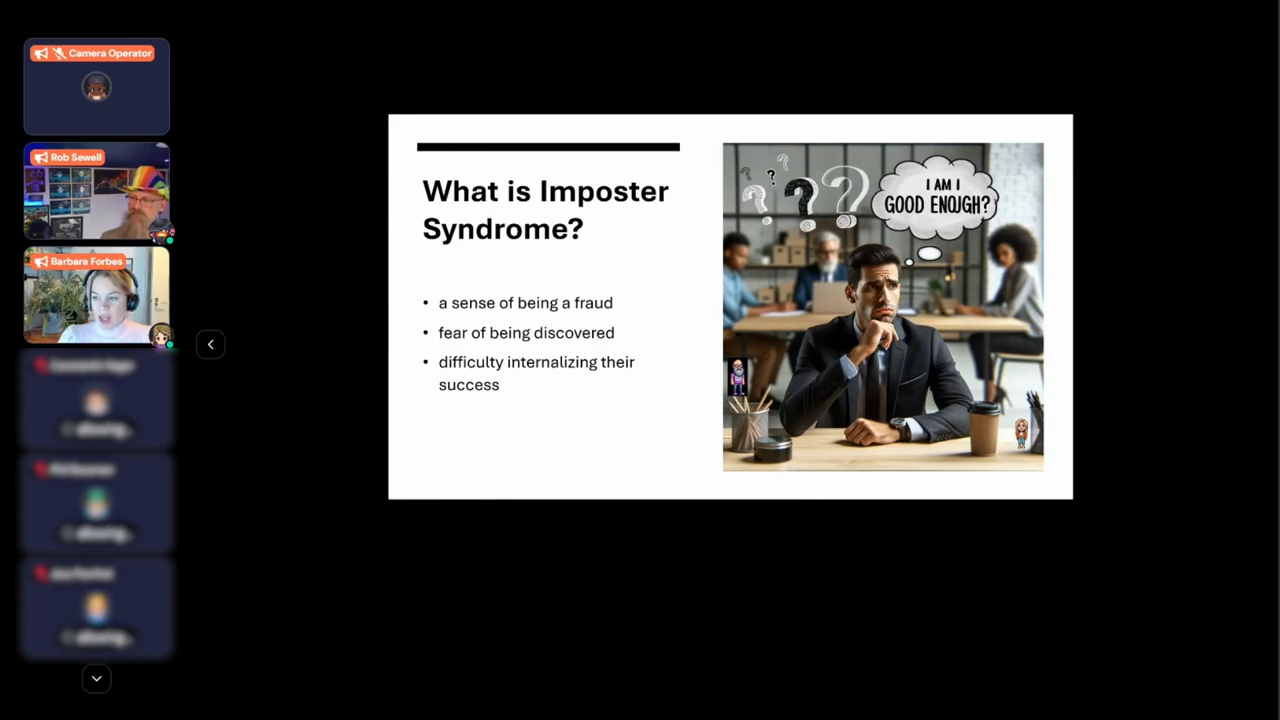 Camera Operator
Rob Sewell
Barbara Forbes
What is Imposter
Syndrome?
• a sense of being a fraud
• fear of being discovered
• difficulty internalizing their
success
? ? ? ? ?
I AM I
GOOD ENOUGH?